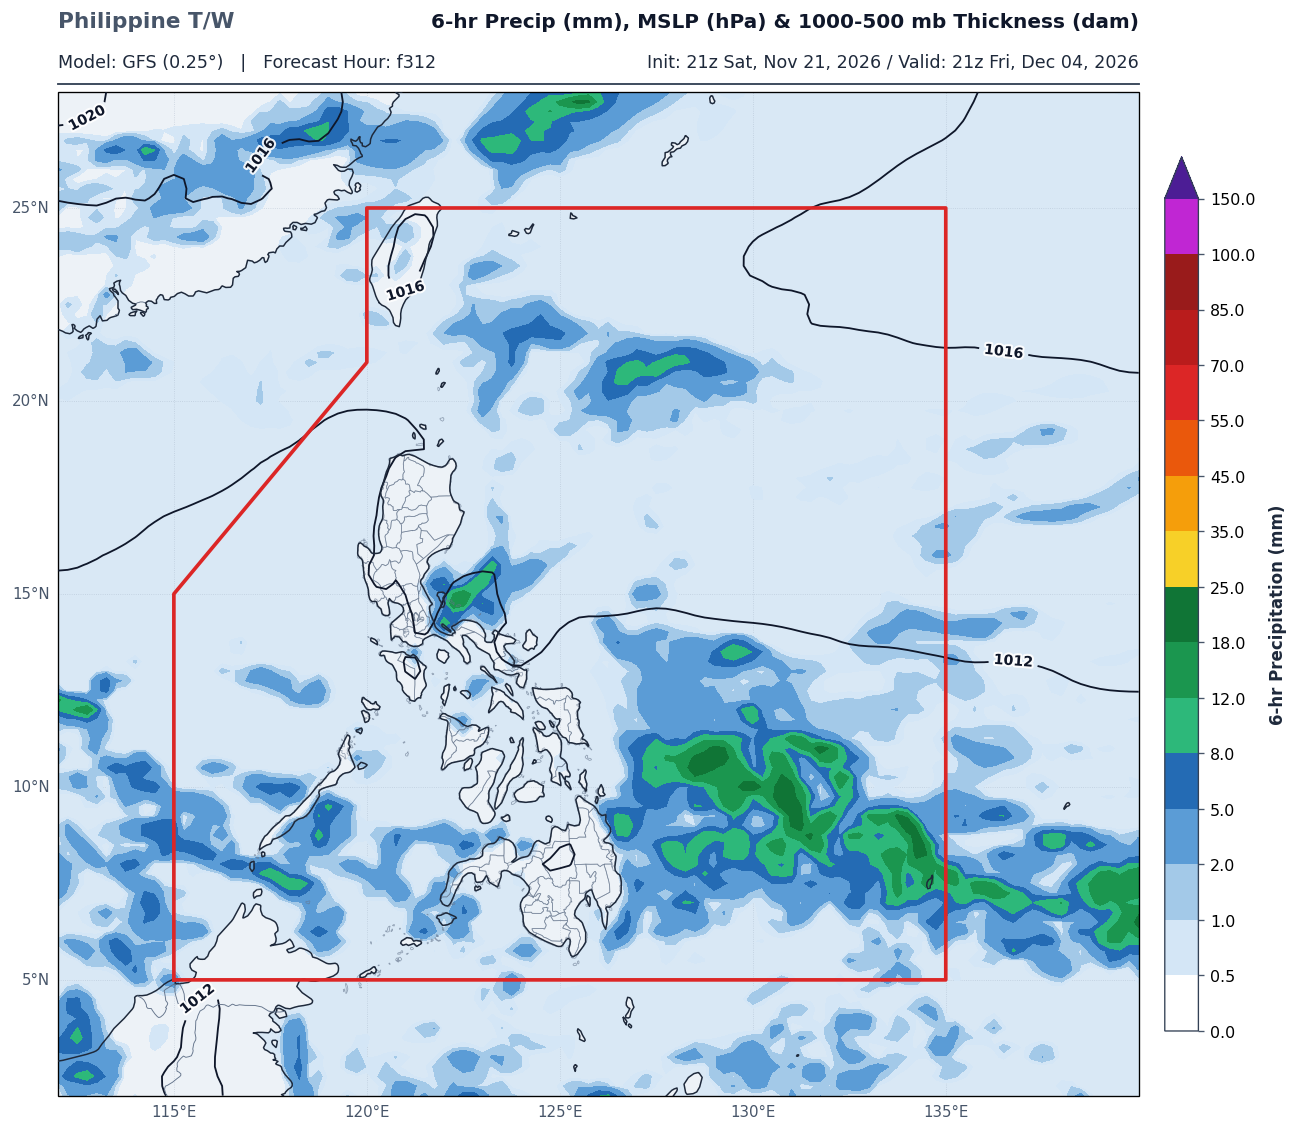 Philippine T/W
6-hr Precip (mm), MSLP (hPa) & 1000-500 mb Thickness (dam)
Model: GFS (0.25°) | Forecast Hour: f312
Init: 21z Sat, Nov 21, 2026 / Valid: 21z Fri, Dec 04, 2026
1020
1016
1016
1016
1012
1012
25°N
20°N
15°N
10°N
5°N
115°E
120°E
125°E
130°E
135°E
150.0
100.0
85.0
70.0
55.0
45.0
35.0
25.0
18.0
12.0
8.0
5.0
2.0
1.0
0.5
0.0
6-hr Precipitation (mm)